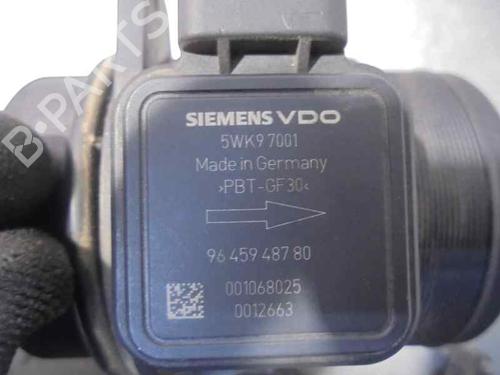 B-PARTS
SIEMENS VDO
5WK9 7001
Made in Germany
>PBT-GF30<
96 459 487 80
001068025
0012663